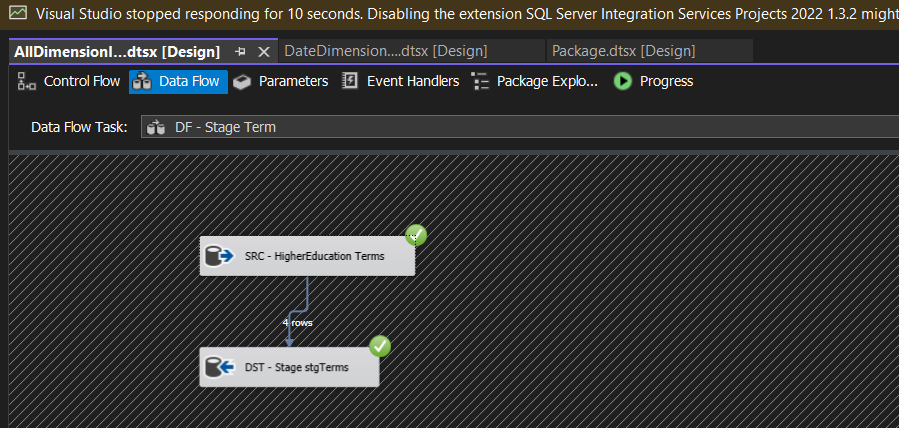 Visual Studio stopped responding for 10 seconds. Disabling the extension SQL Server Integration Services Projects 2022 1.3.2 might
AllDimensionI...dtsx [Design] DateDimension....dtsx [Design] Package.dtsx [Design]
Control Flow Data Flow Parameters Event Handlers Package Explo... Progress
Data Flow Task: DF - Stage Term
SRC - HigherEducation Terms
4 rows
DST - Stage stgTerms